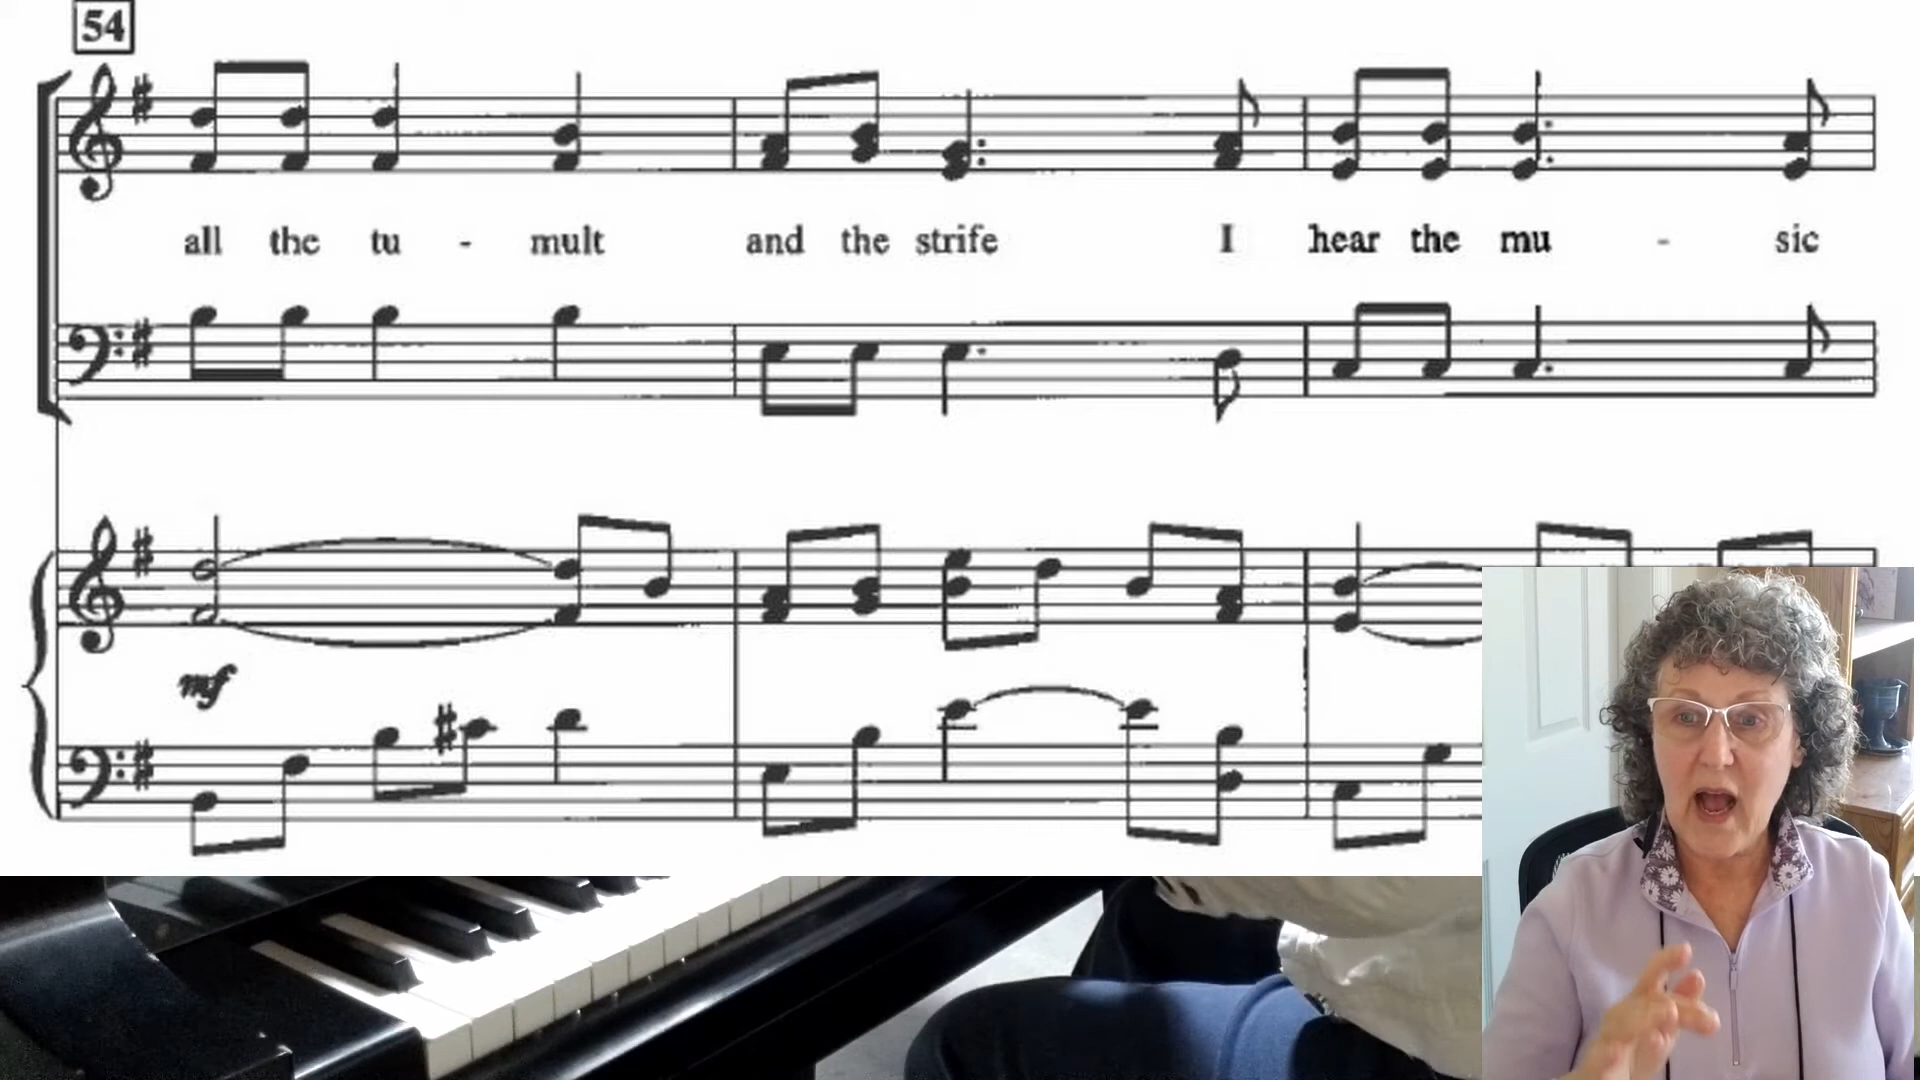 54
all the tu - mult and the strife I hear the mu - sic
mf